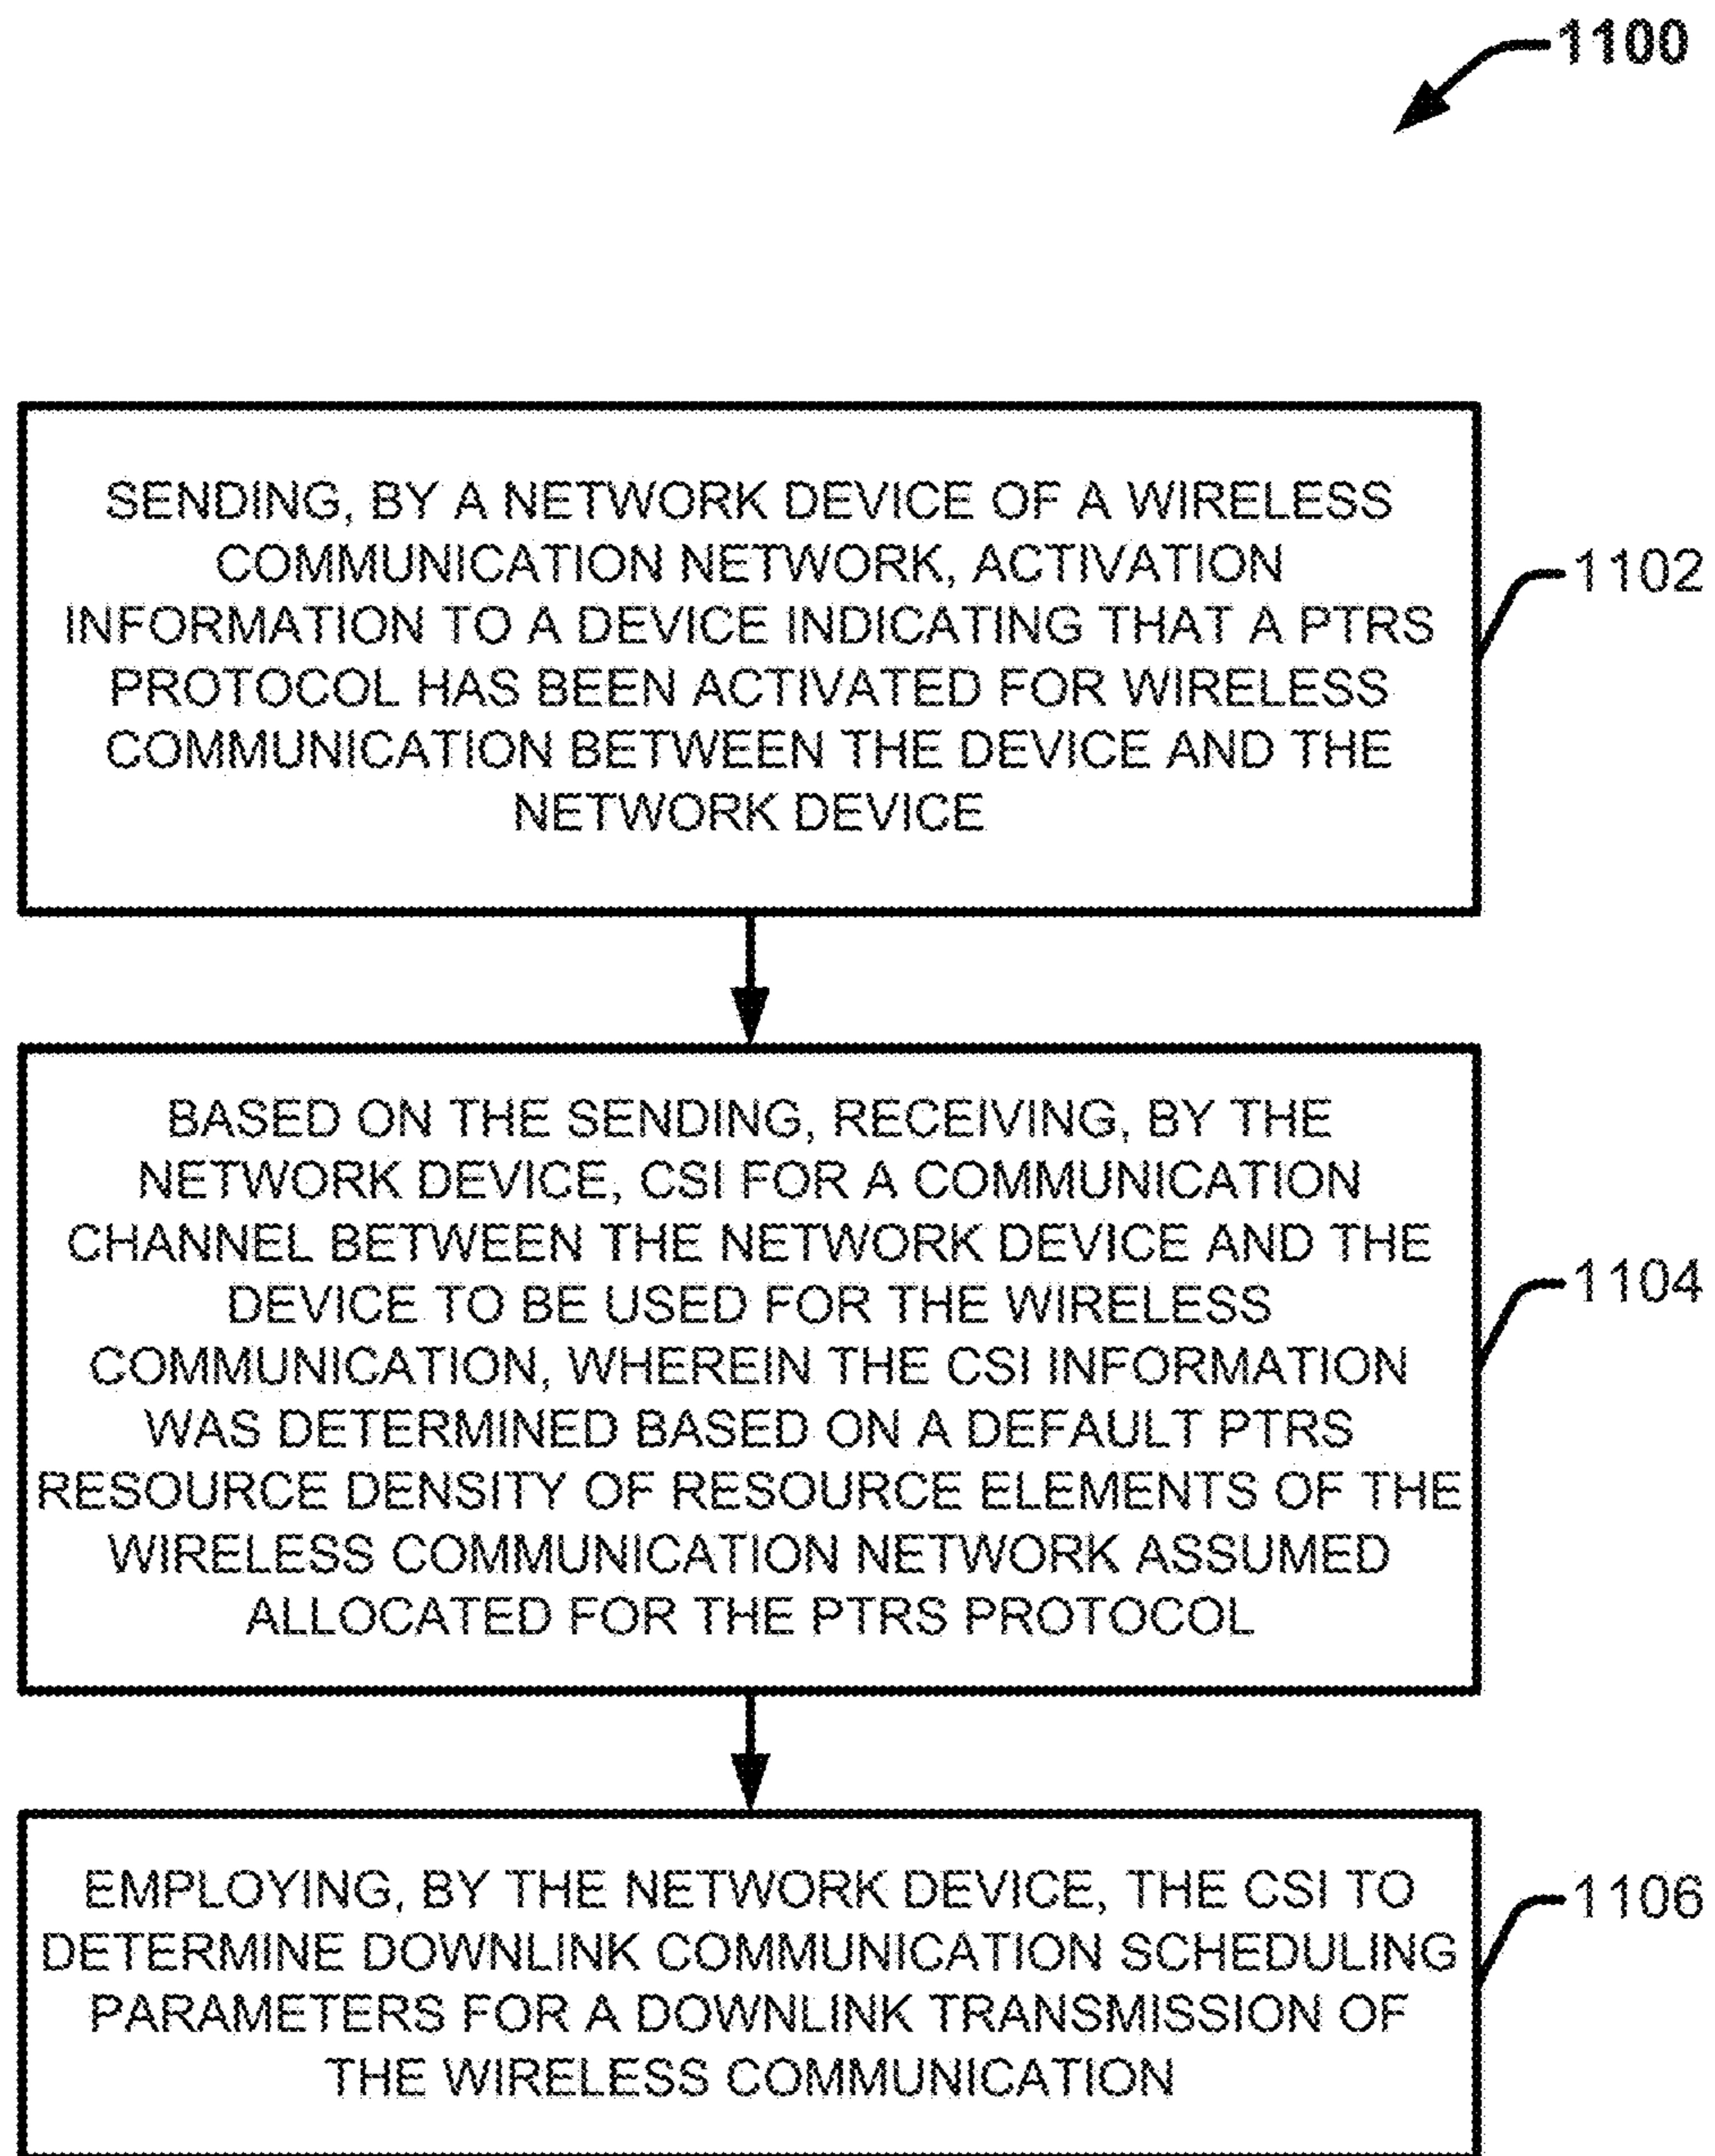 1100
SENDING, BY A NETWORK DEVICE OF A WIRELESS
COMMUNICATION NETWORK, ACTIVATION
INFORMATION TO A DEVICE INDICATING THAT A PTRS
PROTOCOL HAS BEEN ACTIVATED FOR WIRELESS
COMMUNICATION BETWEEN THE DEVICE AND THE
NETWORK DEVICE
1102
BASED ON THE SENDING, RECEIVING, BY THE
NETWORK DEVICE, CSI FOR A COMMUNICATION
CHANNEL BETWEEN THE NETWORK DEVICE AND THE
DEVICE TO BE USED FOR THE WIRELESS
COMMUNICATION, WHEREIN THE CSI INFORMATION
WAS DETERMINED BASED ON A DEFAULT PTRS
RESOURCE DENSITY OF RESOURCE ELEMENTS OF THE
WIRELESS COMMUNICATION NETWORK ASSUMED
ALLOCATED FOR THE PTRS PROTOCOL
1104
EMPLOYING, BY THE NETWORK DEVICE, THE CSI TO
DETERMINE DOWNLINK COMMUNICATION SCHEDULING
PARAMETERS FOR A DOWNLINK TRANSMISSION OF
THE WIRELESS COMMUNICATION
1106